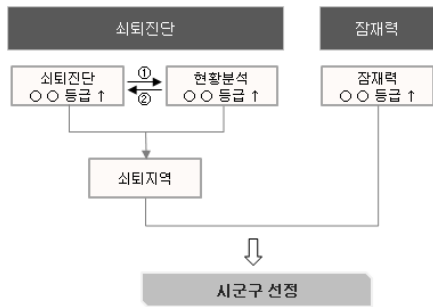 쇠퇴진단
잠재력
쇠퇴진단
○○등급↑
①
②
현황분석
○○등급↑
잠재력
○○등급↑
쇠퇴지역
시군구 선정